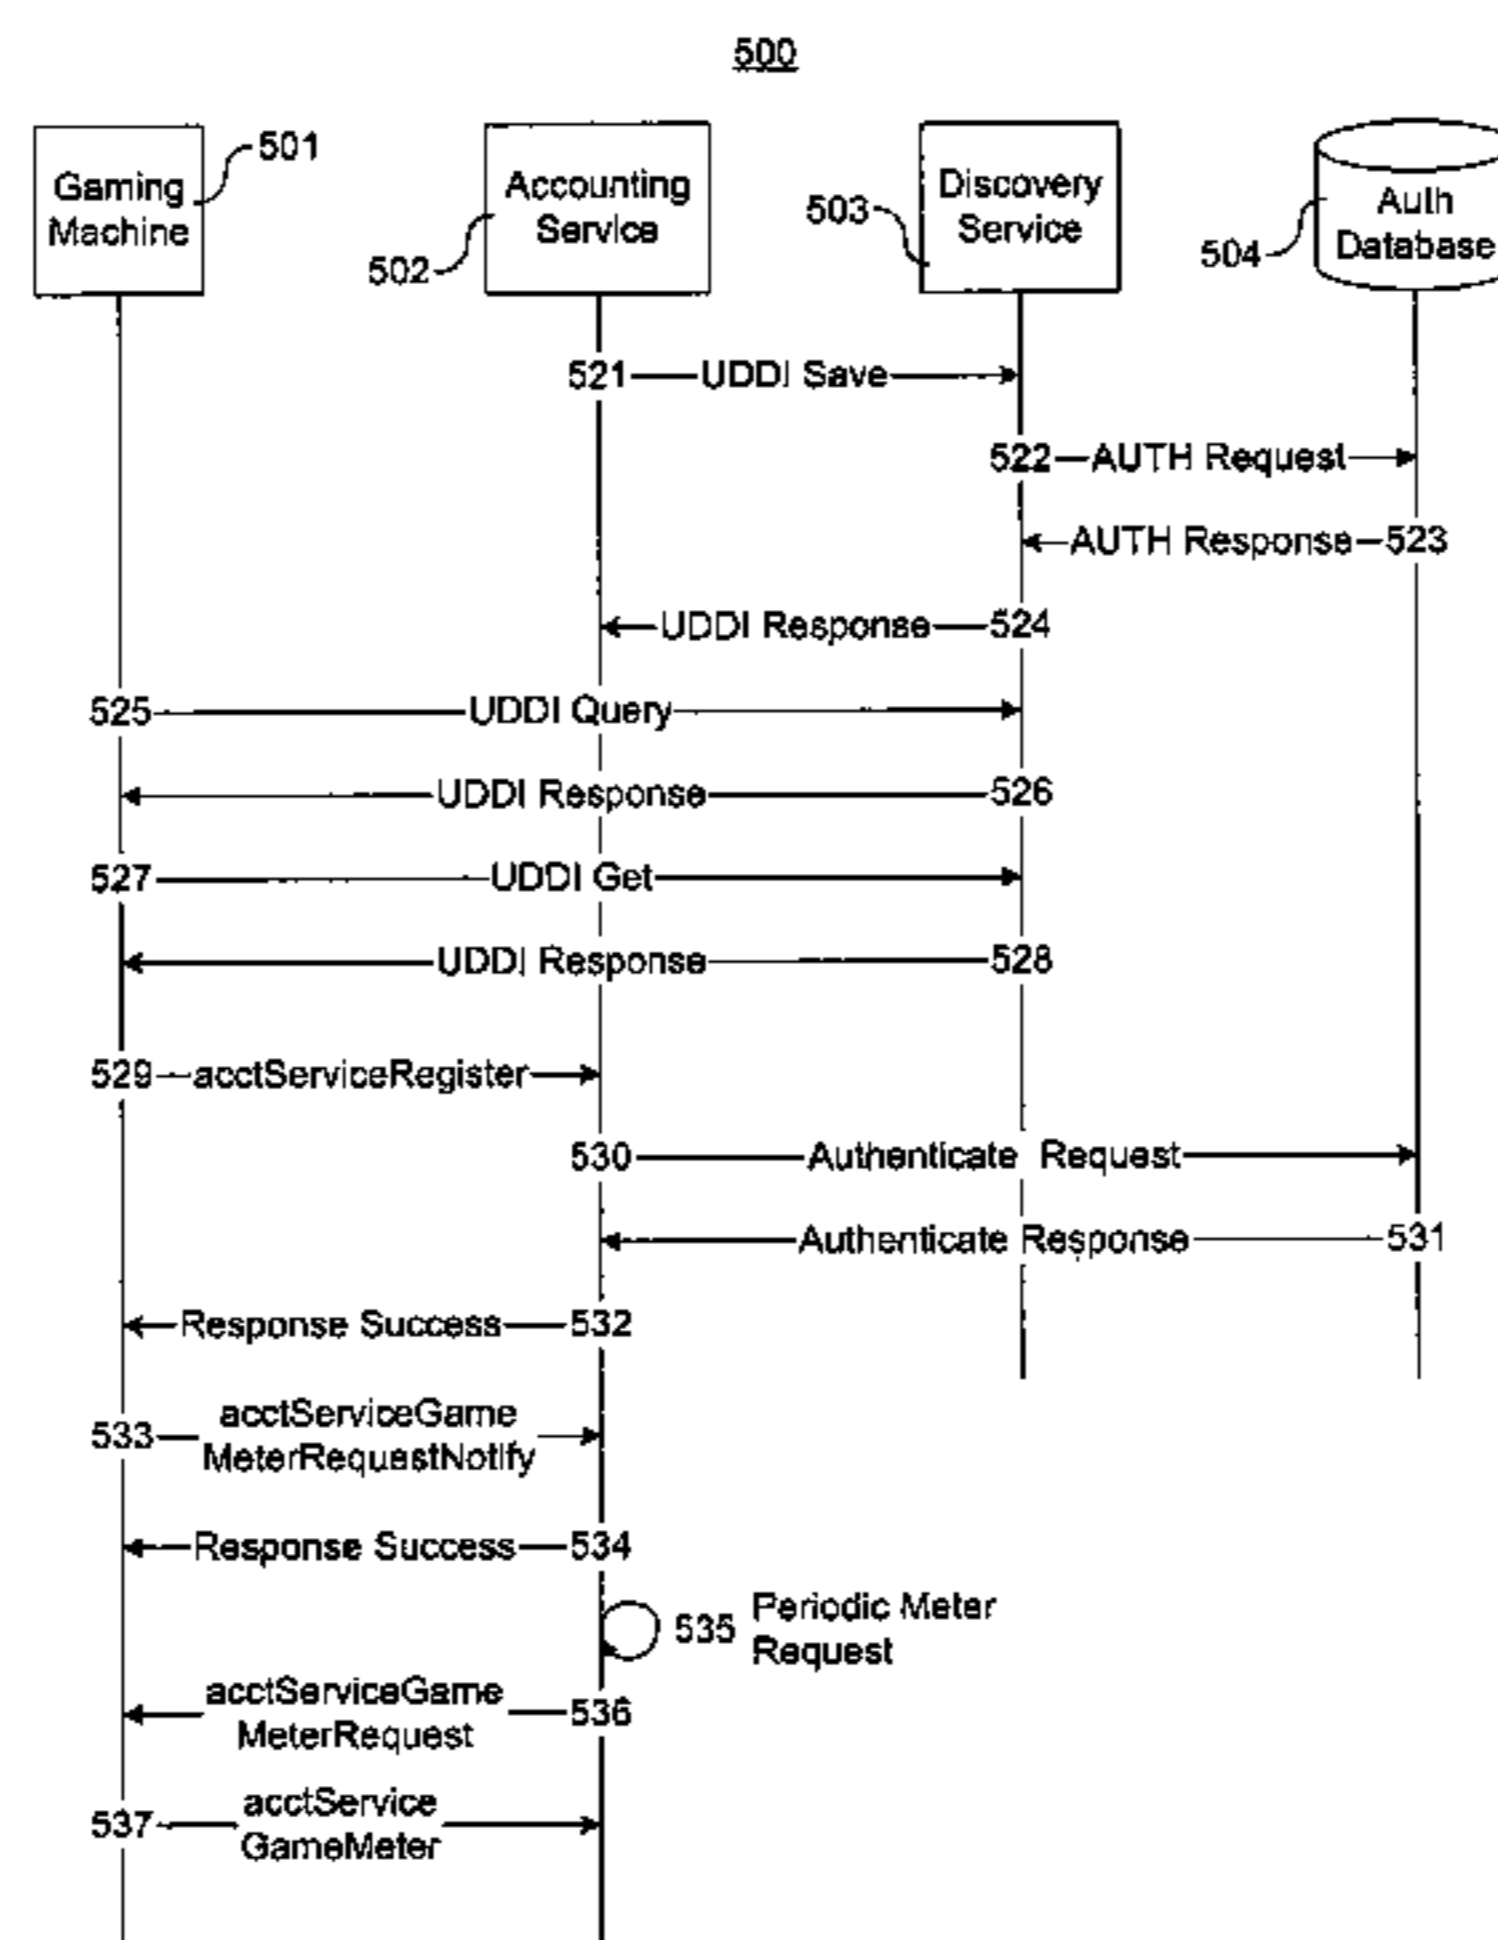 500
501
Gaming
Machine
502
Accounting
Service
503
Discovery
Service
504
Auth
Database
521 UDDI Save
522 AUTH Request
AUTH Response 523
UDDI Response 524
525 UDDI Query
UDDI Response 526
527 UDDI Get
UDDI Response 528
529 acctServiceRegister
530 Authenticate Request
Authenticate Response 531
Response Success 532
533 acctServiceGame
MeterRequestNotify
Response Success 534
535 Periodic Meter
Request
acctServiceGame
MeterRequest 536
537 acctService
GameMeter